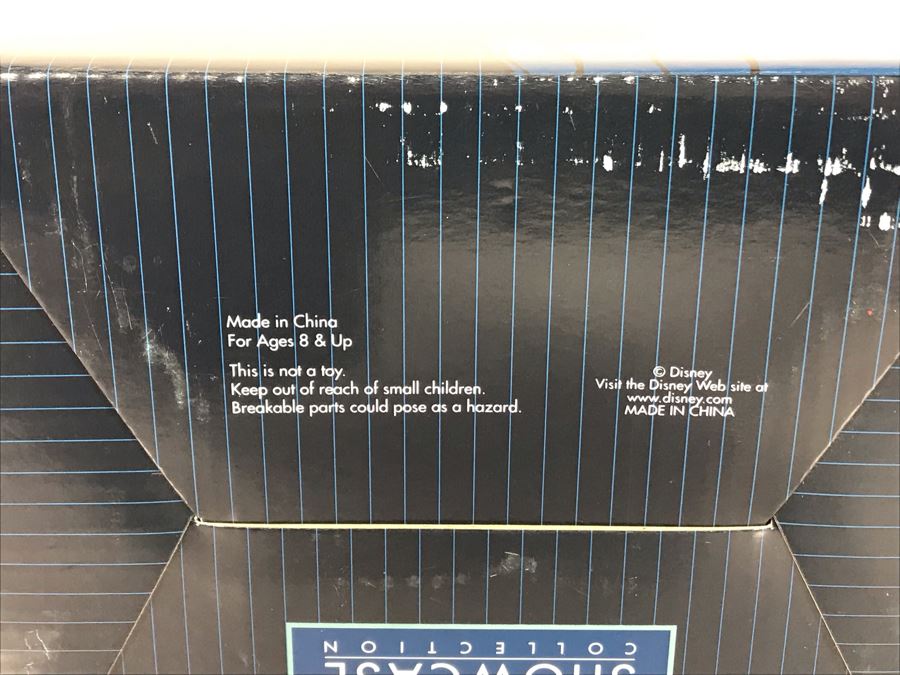 Made in China
For Ages 8 & Up
This is not a toy.
Keep out of reach of small children.
Breakable parts could pose as a hazard.
© Disney
Visit the Disney Web site at
www.disney.com
MADE IN CHINA
SHOWCASE
COLLECTION